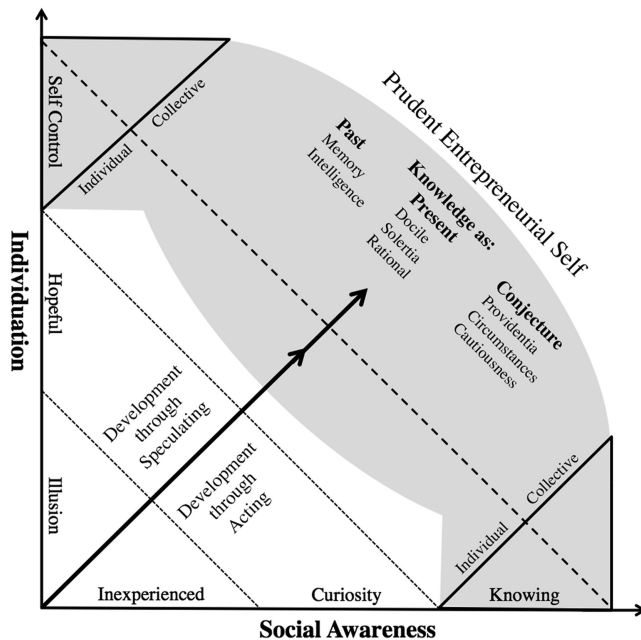 Prudent Entrepreneurial Self
Self Control
Individual
Collective
Past
Memory
Intelligence
Knowledge as:
Present
Docile
Solertia
Rational
Conjecture
Providentia
Circumstances
Cautiousness
Individuation
Hopeful
Illusion
Development
through
Speculating
Development
through
Acting
Individual
Collective
Inexperienced
Curiosity
Knowing
Social Awareness